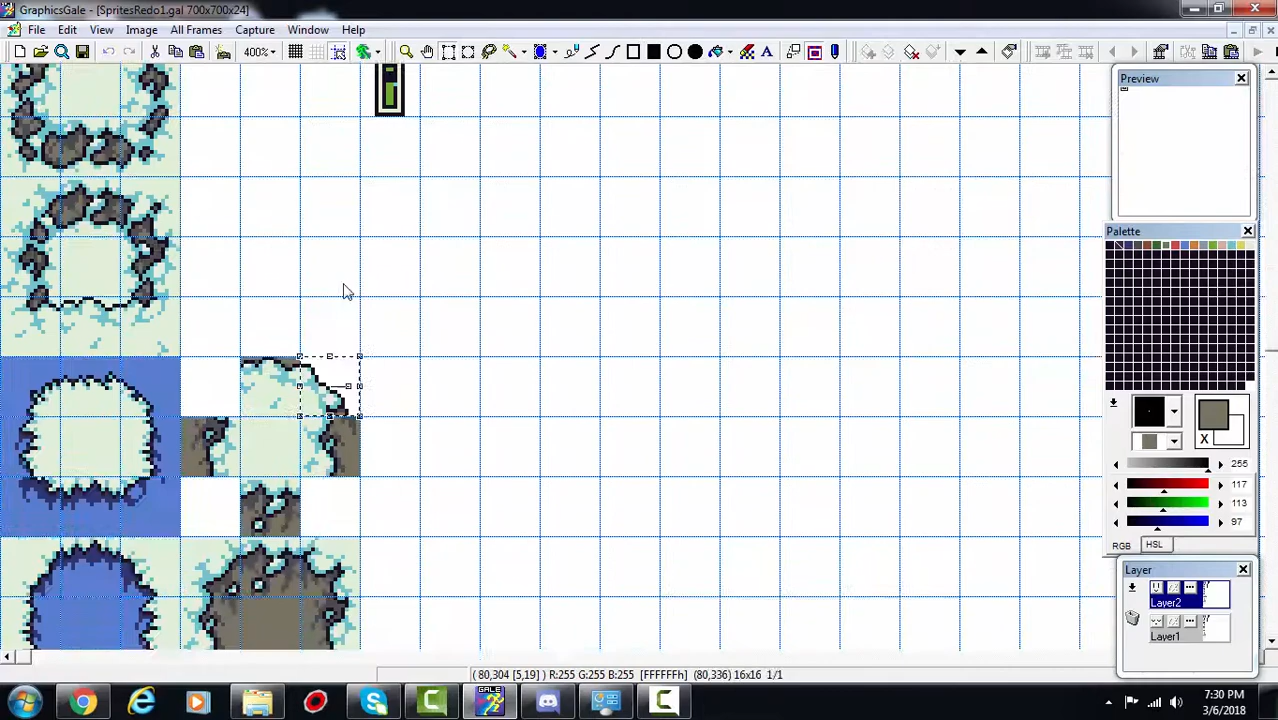 GraphicsGale - [SpritesRedo1.gal 700x700x24]
File Edit View Image All Frames Capture Window Help
400% A
Preview
Palette
X
255
117
113
97
RGB HSL
Layer
Layer2
Layer1
( 80,304 [5,19] ) R:255 G:255 B:255 [FFFFFFh] (80,336) 16x16 1/1
GALE
7:30 PM
3/6/2018